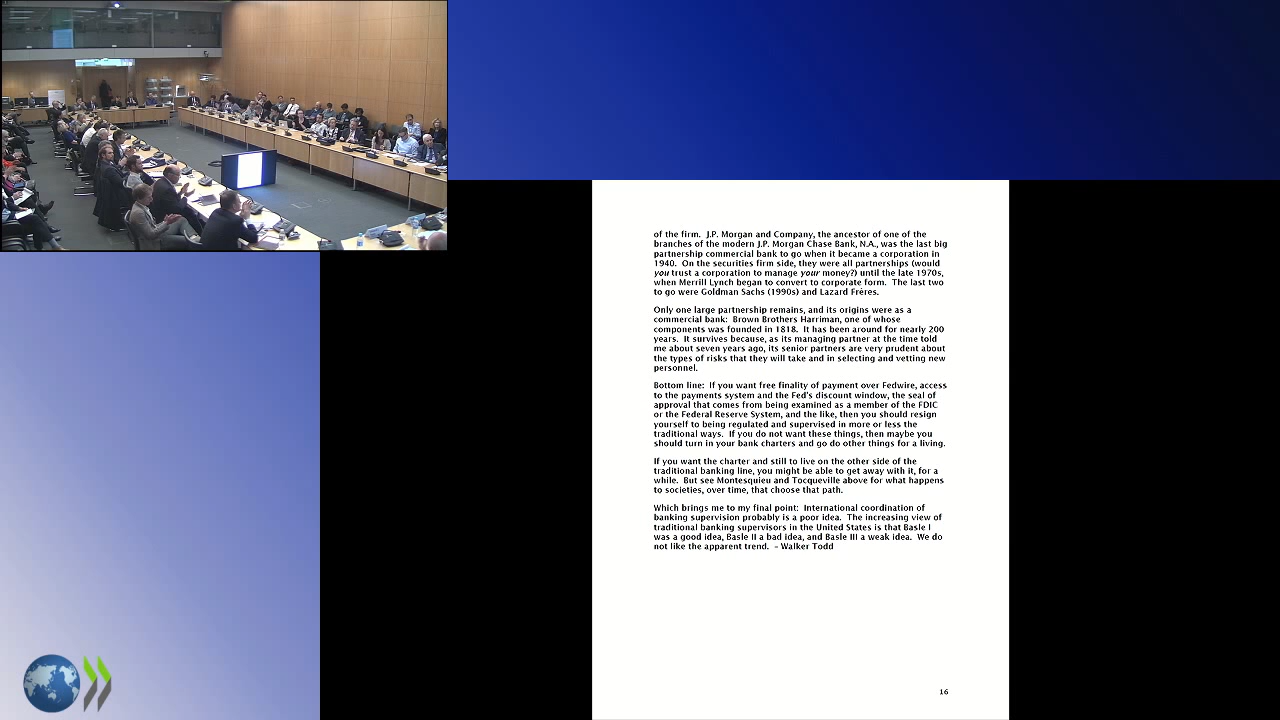 of the firm.  J.P. Morgan and Company, the ancestor of one of the
branches of the modern J.P. Morgan Chase Bank, N.A., was the last big
partnership commercial bank to go when it became a corporation in
1940.  On the securities firm side, they were all partnerships (would
you trust a corporation to manage your money?) until the late 1970s,
when Merrill Lynch began to convert to corporate form.  The last two
to go were Goldman Sachs (1990s) and Lazard Frères.
Only one large partnership remains, and its origins were as a
commercial bank:  Brown Brothers Harriman, one of whose
components was founded in 1818.  It has been around for nearly 200
years.  It survives because, as its managing partner at the time told
me about seven years ago, its senior partners are very prudent about
the types of risks that they will take and in selecting and vetting new
personnel.
Bottom line:  If you want free finality of payment over Fedwire, access
to the payments system and the Fed's discount window, the seal of
approval that comes from being examined as a member of the FDIC
or the Federal Reserve System, and the like, then you should resign
yourself to being regulated and supervised in more or less the
traditional ways.  If you do not want these things, then maybe you
should turn in your bank charters and go do other things for a living.
If you want the charter and still to live on the other side of the
traditional banking line, you might be able to get away with it, for a
while.  But see Montesquieu and Tocqueville above for what happens
to societies, over time, that choose that path.
Which brings me to my final point:  International coordination of
banking supervision probably is a poor idea.  The increasing view of
traditional banking supervisors in the United States is that Basle I
was a good idea, Basle II a bad idea, and Basle III a weak idea.  We do
not like the apparent trend.  – Walker Todd
16